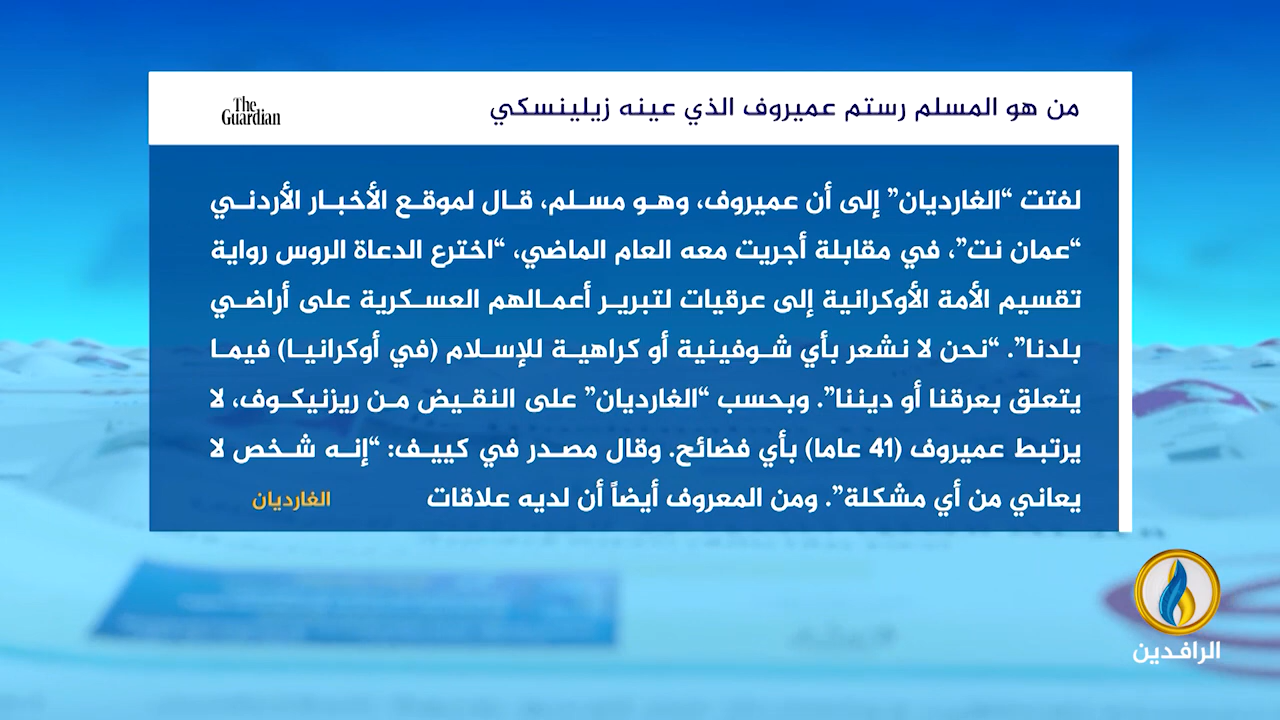 من هو المسلم رستم عميروف الذي عينه زيلينسكي
The
Guardian
لفتت “الغارديان” إلى أن عميروف، وهو مسلم، قال لموقع الأخبار الأردني
“عمان نت”، في مقابلة أجريت معه العام الماضي، “اخترع الدعاة الروس رواية
تقسيم الأمة الأوكرانية إلى عرقيات لتبرير أعمالهم العسكرية على أراضي
بلدنا”. “نحن لا نشعر بأي شوفينية أو كراهية للإسلام (في أوكرانيا) فيما
يتعلق بعرقنا أو ديننا”. وبحسب “الغارديان” على النقيض من ريزنيكوف، لا
يرتبط عميروف (41 عاما) بأي فضائح. وقال مصدر في كييف: “إنه شخص لا
يعاني من أي مشكلة”. ومن المعروف أيضاً أن لديه علاقات
الغارديان
الرافدين